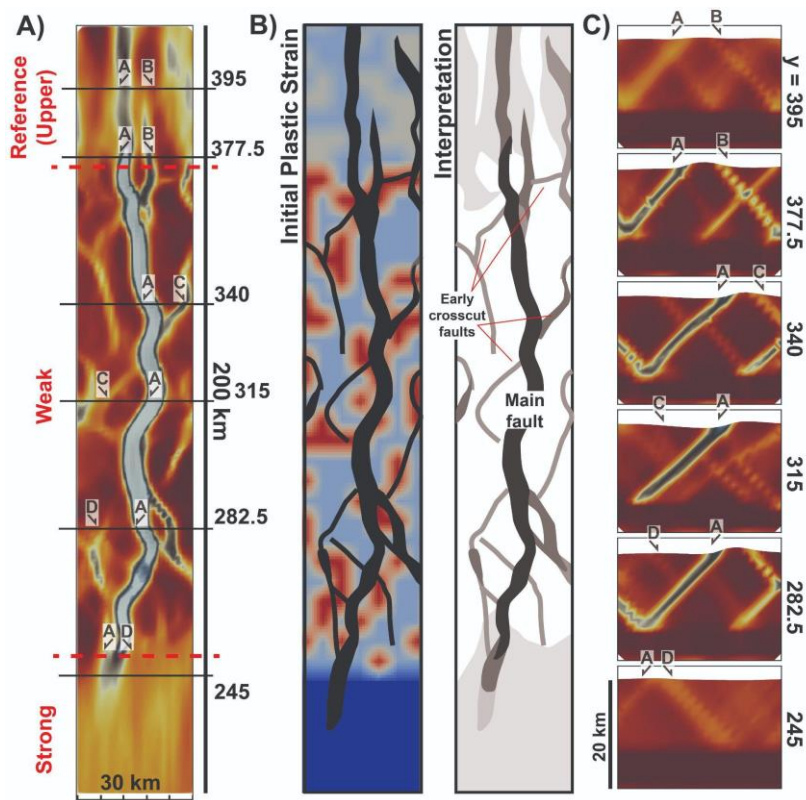 A)
Reference
(Upper)
Weak
Strong
A B
395
A B
377.5
A C
340
200 km
C A
315
D A
282.5
A D
245
30 km
B)
Initial Plastic Strain
Interpretation
Early
crosscut
faults
Main
fault
C)
A B
y = 395
A B
377.5
A C
340
C A
315
D A
282.5
A D
245
20 km